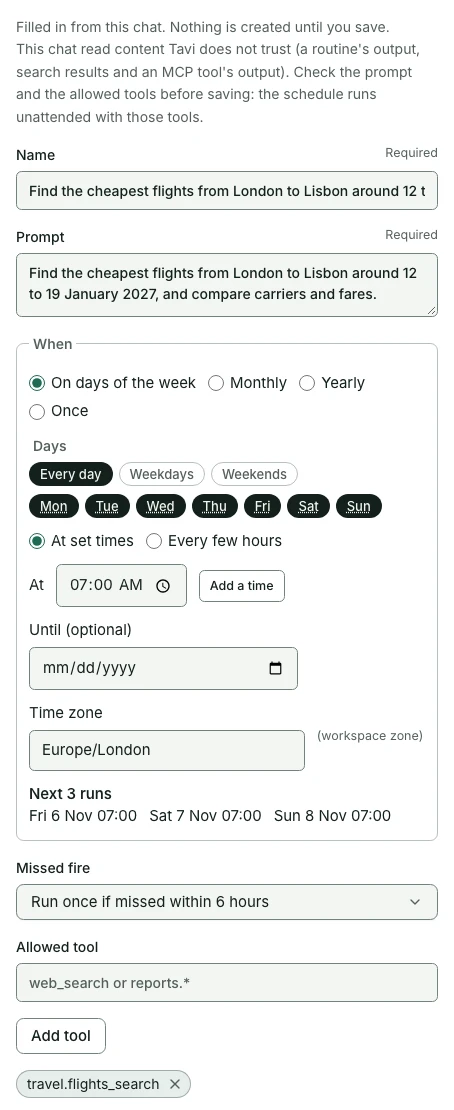 Filled in from this chat. Nothing is created until you save.
This chat read content Tavi does not trust (a routine's output,
search results and an MCP tool's output). Check the prompt
and the allowed tools before saving: the schedule runs
unattended with those tools.
Name Required
Find the cheapest flights from London to Lisbon around 12 t
Prompt Required
Find the cheapest flights from London to Lisbon around 12
to 19 January 2027, and compare carriers and fares.
When
On days of the week Monthly Yearly
Once
Days
Every day Weekdays Weekends
Mon Tue Wed Thu Fri Sat Sun
At set times Every few hours
At 07:00 AM Add a time
Until (optional)
mm/dd/yyyy
Time zone
Europe/London (workspace zone)
Next 3 runs
Fri 6 Nov 07:00 Sat 7 Nov 07:00 Sun 8 Nov 07:00
Missed fire
Run once if missed within 6 hours
Allowed tool
web_search or reports.*
Add tool
travel.flights_search